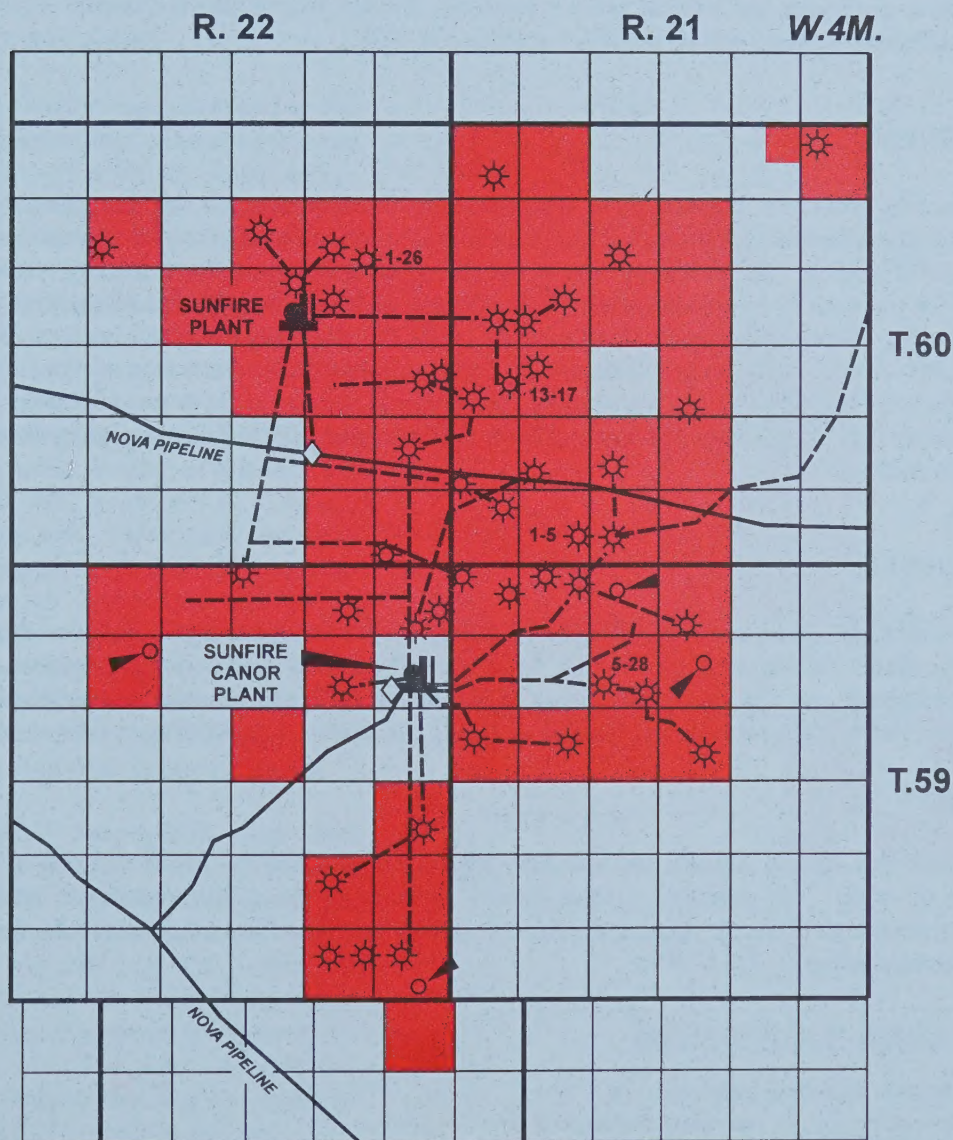 R. 22
R. 21
W.4M.
1-26
SUNFIRE
PLANT
T.60
13-17
NOVA PIPELINE
1-5
SUNFIRE
CANOR
PLANT
5-28
T.59
NOVA PIPELINE